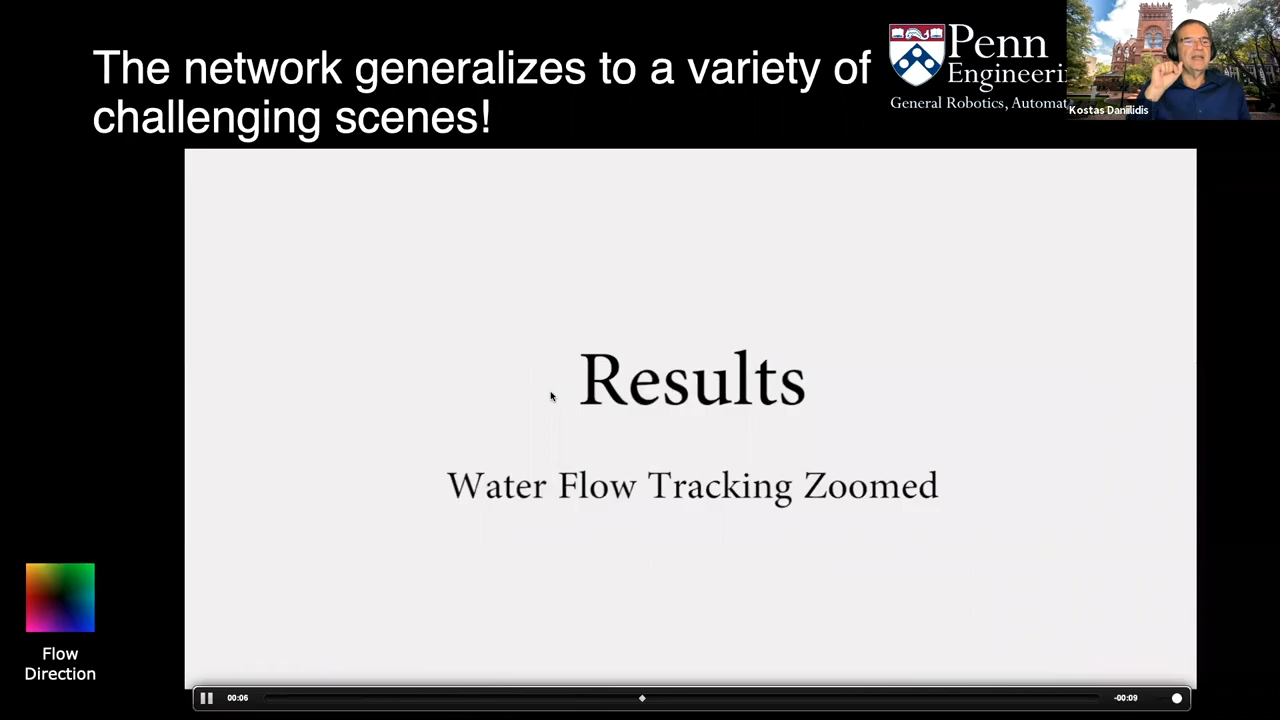 The network generalizes to a variety of
challenging scenes!
Penn
Engineeri
General Robotics, Automat
Kostas Daniilidis
Results
Water Flow Tracking Zoomed
Flow
Direction
00:06
-00:09